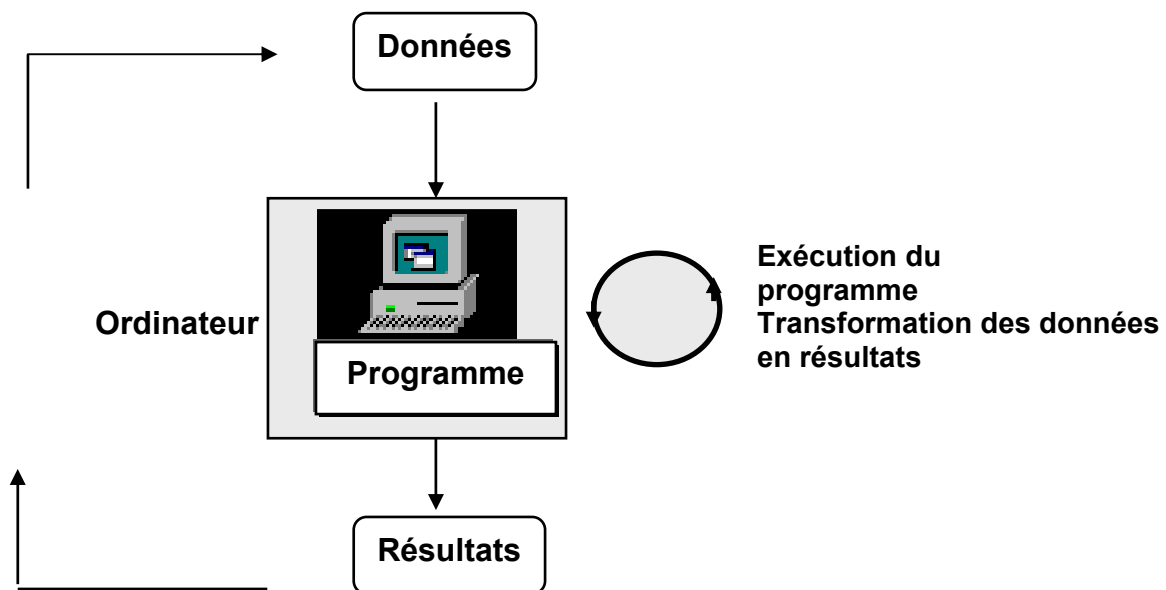 Données
Ordinateur
Programme
Exécution du
programme
Transformation des données
en résultats
Résultats